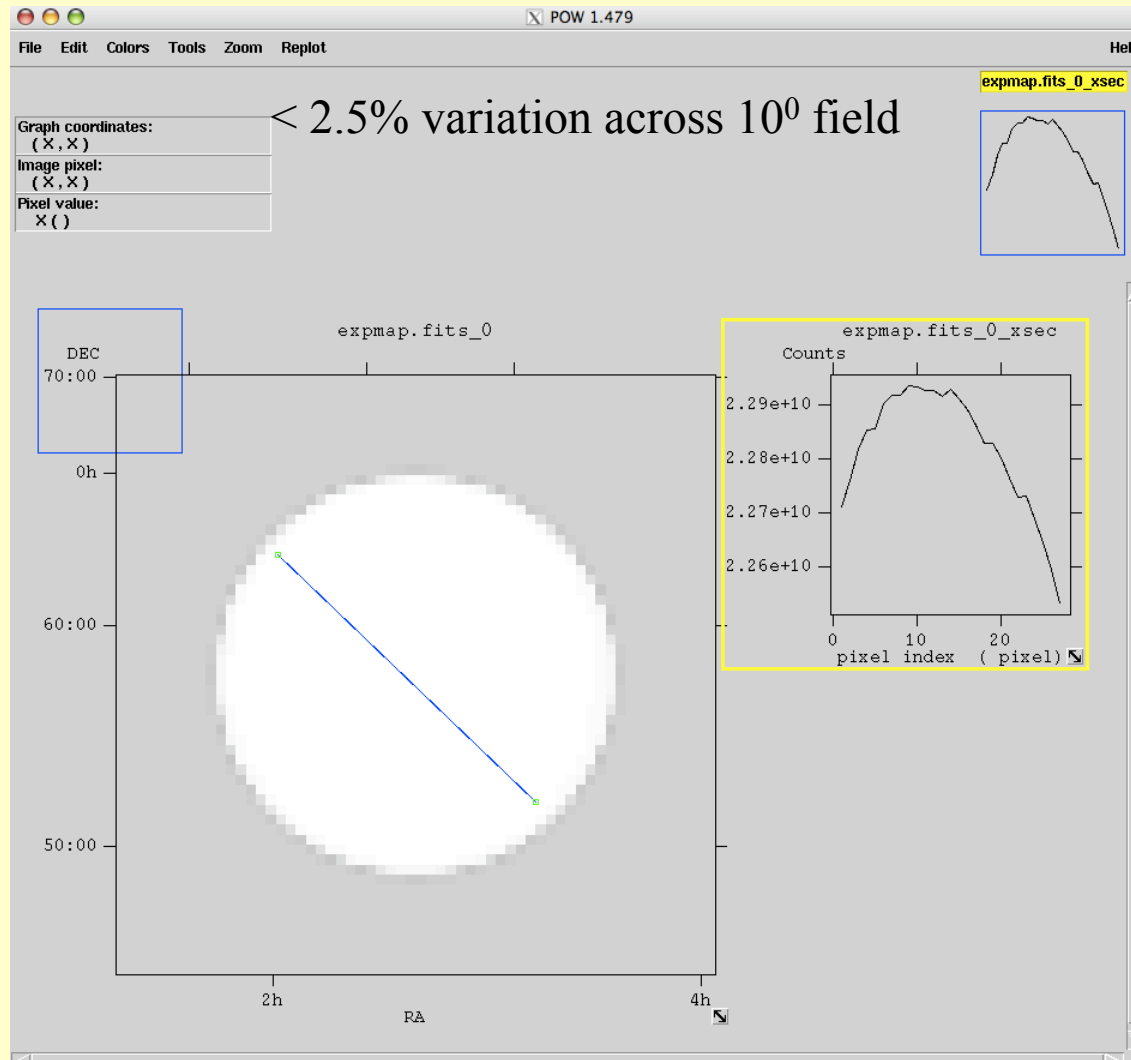 POW 1.479
File Edit Colors Tools Zoom Replot Hel
expmap.fits_0_xsec
< 2.5% variation across 10⁰ field
Graph coordinates:
(X,X)
Image pixel:
(X,X)
Pixel value:
X()
expmap.fits_0
DEC
70:00
0h
60:00
50:00
2h 4h
RA
expmap.fits_0_xsec
Counts
2.29e+10
2.28e+10
2.27e+10
2.26e+10
0 10 20
pixel index ( pixel)